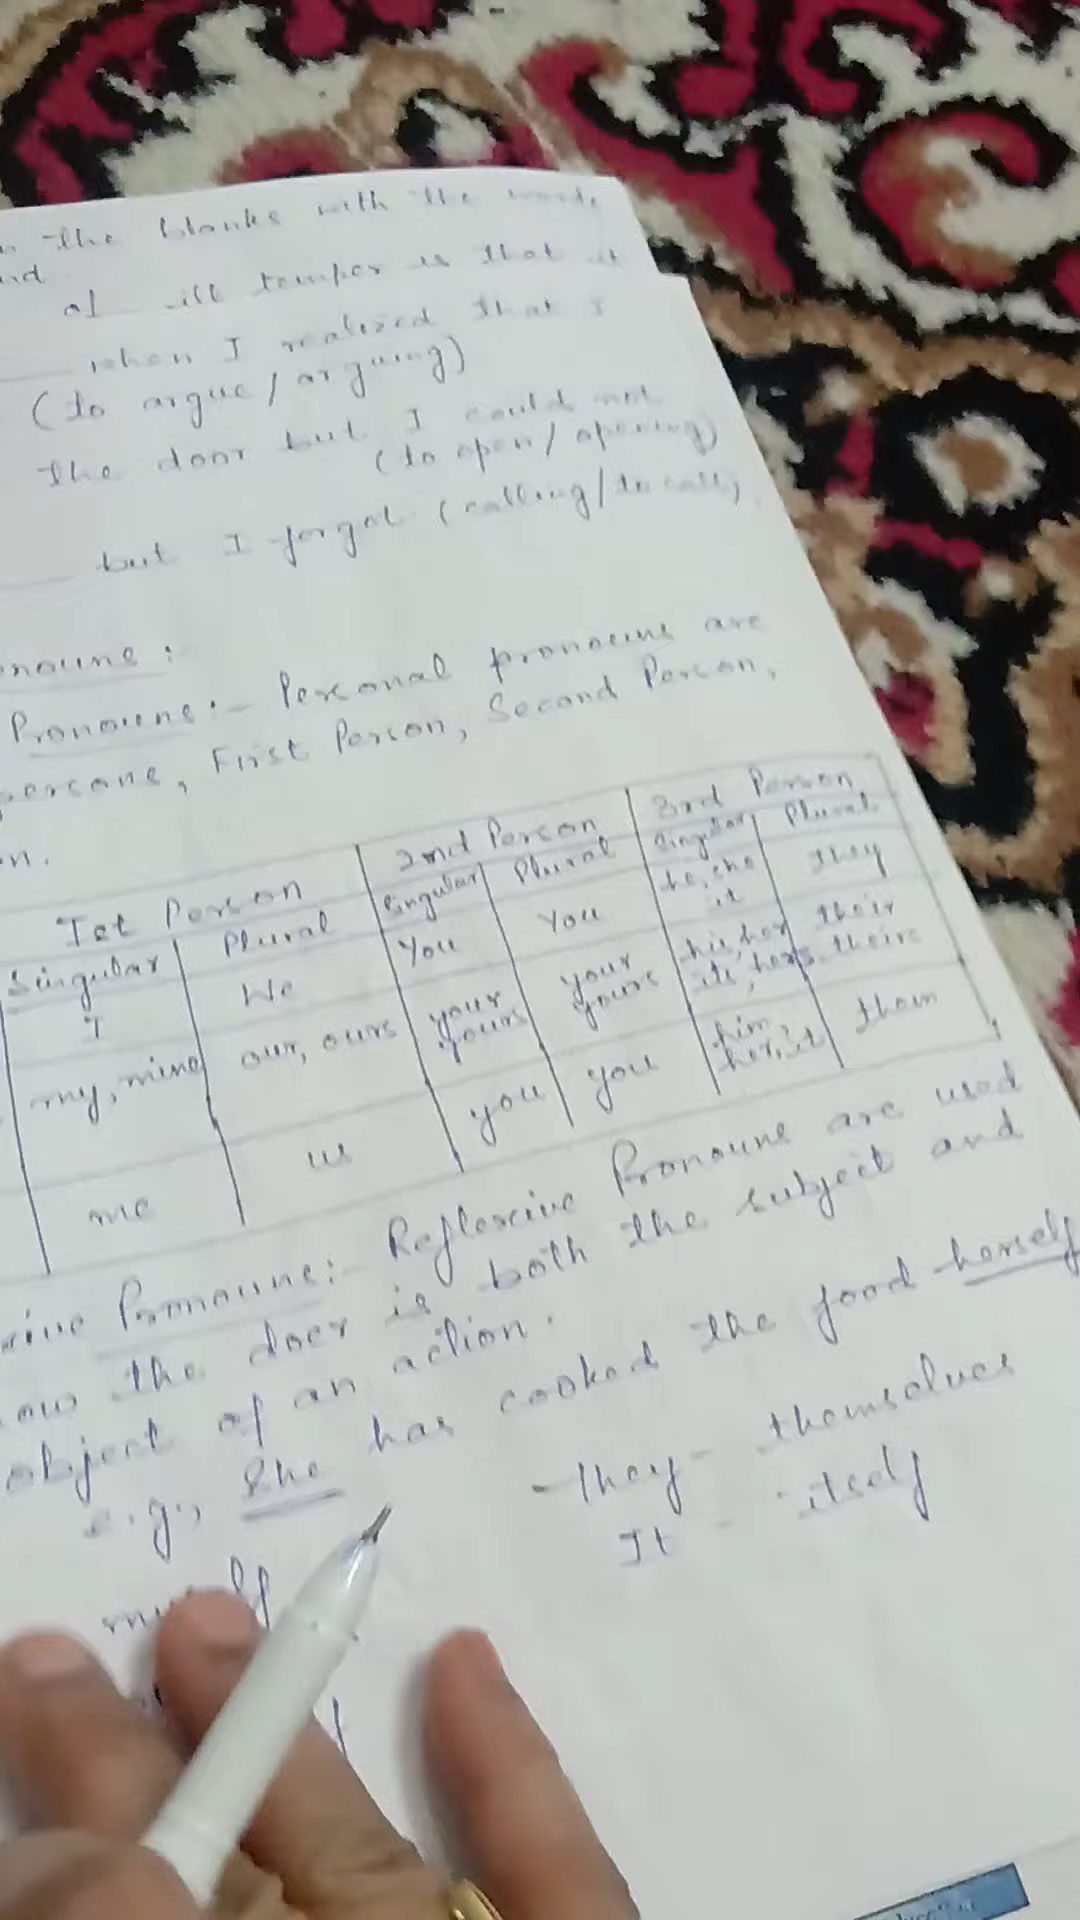 the blanks with the words
of ill temper is that it
when I realized that I
(to argue / arguing)
the door but I could not
(to open / opening)
but I forgot (calling / to call)
nouns :
Pronouns :- Personal pronouns are
persons, First Person, Second Person,
n.
Ist Person 2nd Person 3rd Person
Singular Plural Singular Plural Singular Plural
I We You You he, she it they
my, mine our, ours your yours your yours his, her its, hers their theirs
me us you you him her, it them
xive Pronouns :- Reflexive Pronouns are used
ow the doer is both the subject and
object of an action.
e.g., She has cooked the food herself
They - themselves
It - itself